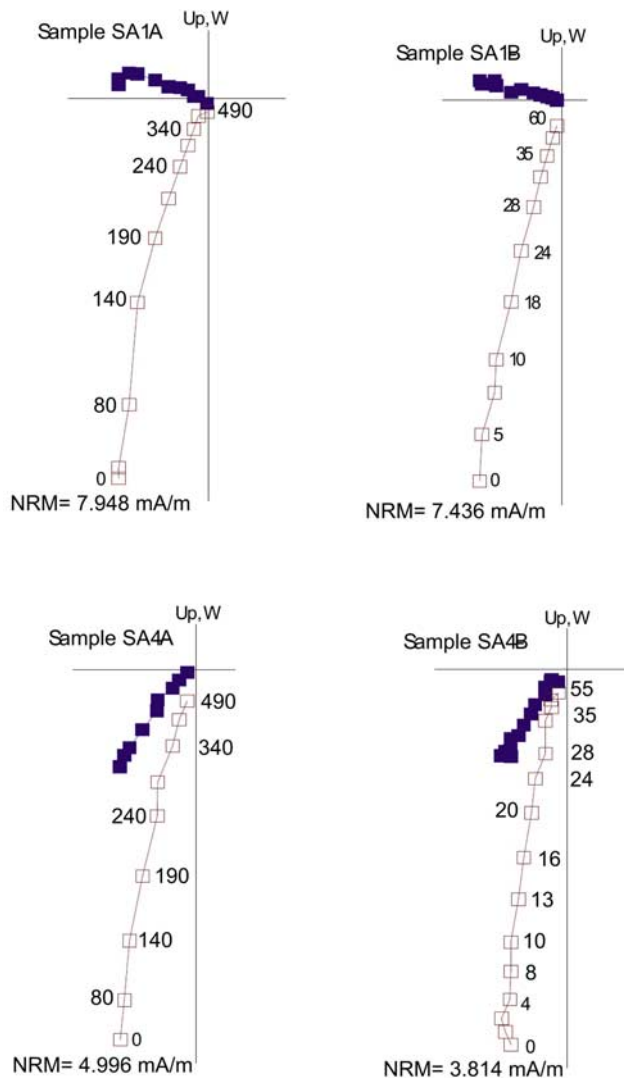 Up, W
Sample SA1A
490
340
240
190
140
80
0
NRM= 7.948 mA/m
Up, W
Sample SA1B
60
35
28
24
18
10
5
0
NRM= 7.436 mA/m
Up, W
Sample SA4A
490
340
240
190
140
80
0
NRM= 4.996 mA/m
Up, W
Sample SA4B
55
35
28
24
20
16
13
10
8
4
0
NRM= 3.814 mA/m